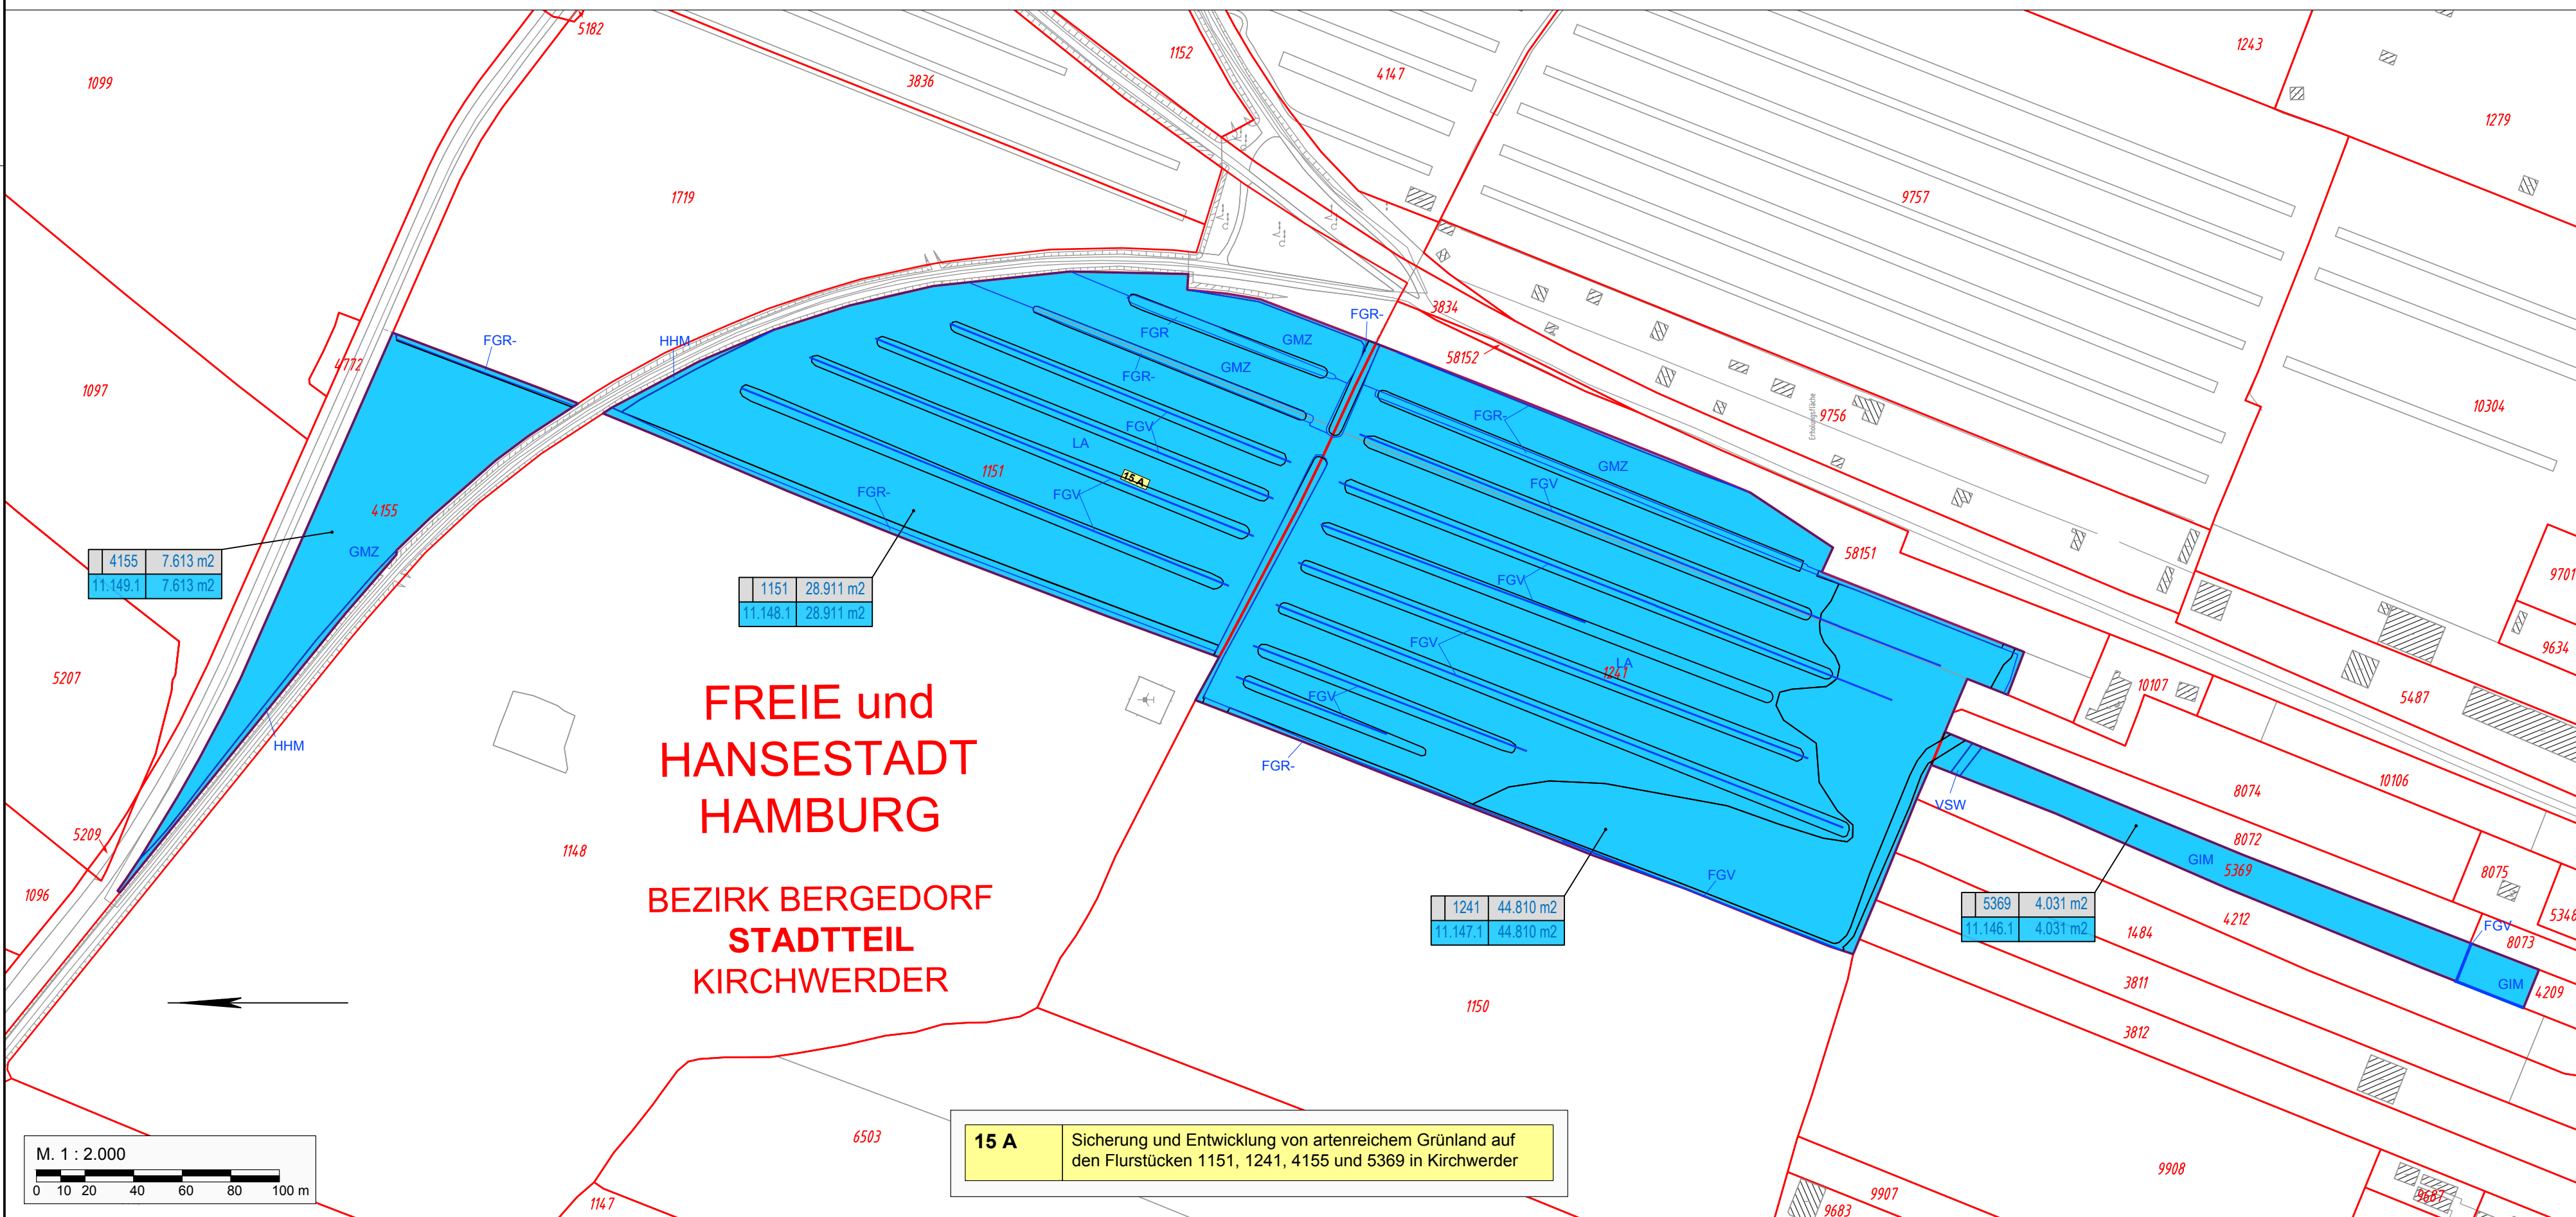 5182
1243
1152
1099
3836
4147
1279
1719
9757
3834
FGR-
58152
FGR
GMZ
FGR-
HHM
4772
FGR-
GMZ
1097
9756
Erholungsfläche
10304
FGR-
FGV
LA
GMZ
1151
15 A
FGV
FGR-
FGV
4155
GMZ
58151
4155 7.613 m2
11.149.1 7.613 m2
1151 28.911 m2
11.148.1 28.911 m2
9701
FGV
FGV
LA
1241
9634
5207
10107
5487
FGV
FREIE und
HANSESTADT
HAMBURG
HHM
FGR-
10106
8074
VSW
5209
8072
1148
GIM
5369
8075
FGV
1096
BEZIRK BERGEDORF
STADTTEIL
KIRCHWERDER
1241 44.810 m2
11.147.1 44.810 m2
5369 4.031 m2
11.146.1 4.031 m2
5348
4212
FGV
1484
8073
3811
GIM
4209
1150
3812
6503
15 A Sicherung und Entwicklung von artenreichem Grünland auf
den Flurstücken 1151, 1241, 4155 und 5369 in Kirchwerder
M. 1 : 2.000
0 10 20 40 60 80 100 m
9908
9907
9687
1147
9683